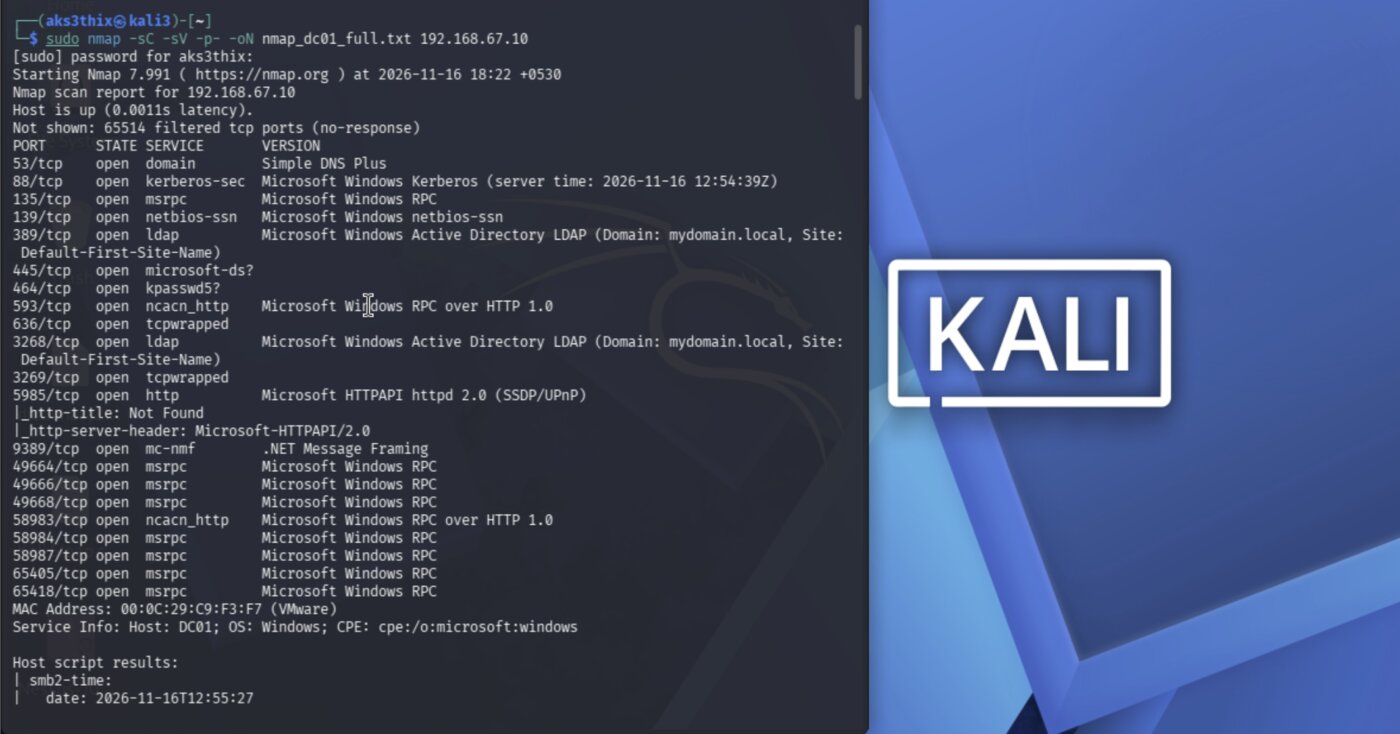 ┌──(aks3thix㉿kali3)-[~]
└─$ sudo nmap -sC -sV -p- -oN nmap_dc01_full.txt 192.168.67.10
[sudo] password for aks3thix:
Starting Nmap 7.991 ( https://nmap.org ) at 2026-11-16 18:22 +0530
Nmap scan report for 192.168.67.10
Host is up (0.0011s latency).
Not shown: 65514 filtered tcp ports (no-response)
PORT      STATE SERVICE       VERSION
53/tcp    open  domain        Simple DNS Plus
88/tcp    open  kerberos-sec  Microsoft Windows Kerberos (server time: 2026-11-16 12:54:39Z)
135/tcp   open  msrpc         Microsoft Windows RPC
139/tcp   open  netbios-ssn   Microsoft Windows netbios-ssn
389/tcp   open  ldap          Microsoft Windows Active Directory LDAP (Domain: mydomain.local, Site:
 Default-First-Site-Name)
445/tcp   open  microsoft-ds?
464/tcp   open  kpasswd5?
593/tcp   open  ncacn_http    Microsoft Windows RPC over HTTP 1.0
636/tcp   open  tcpwrapped
3268/tcp  open  ldap          Microsoft Windows Active Directory LDAP (Domain: mydomain.local, Site:
 Default-First-Site-Name)
3269/tcp  open  tcpwrapped
5985/tcp  open  http          Microsoft HTTPAPI httpd 2.0 (SSDP/UPnP)
|_http-title: Not Found
|_http-server-header: Microsoft-HTTPAPI/2.0
9389/tcp  open  mc-nmf        .NET Message Framing
49664/tcp open  msrpc         Microsoft Windows RPC
49666/tcp open  msrpc         Microsoft Windows RPC
49668/tcp open  msrpc         Microsoft Windows RPC
58983/tcp open  ncacn_http    Microsoft Windows RPC over HTTP 1.0
58984/tcp open  msrpc         Microsoft Windows RPC
58987/tcp open  msrpc         Microsoft Windows RPC
65405/tcp open  msrpc         Microsoft Windows RPC
65418/tcp open  msrpc         Microsoft Windows RPC
MAC Address: 00:0C:29:C9:F3:F7 (VMware)
Service Info: Host: DC01; OS: Windows; CPE: cpe:/o:microsoft:windows
Host script results:
| smb2-time:
|   date: 2026-11-16T12:55:27
KALI